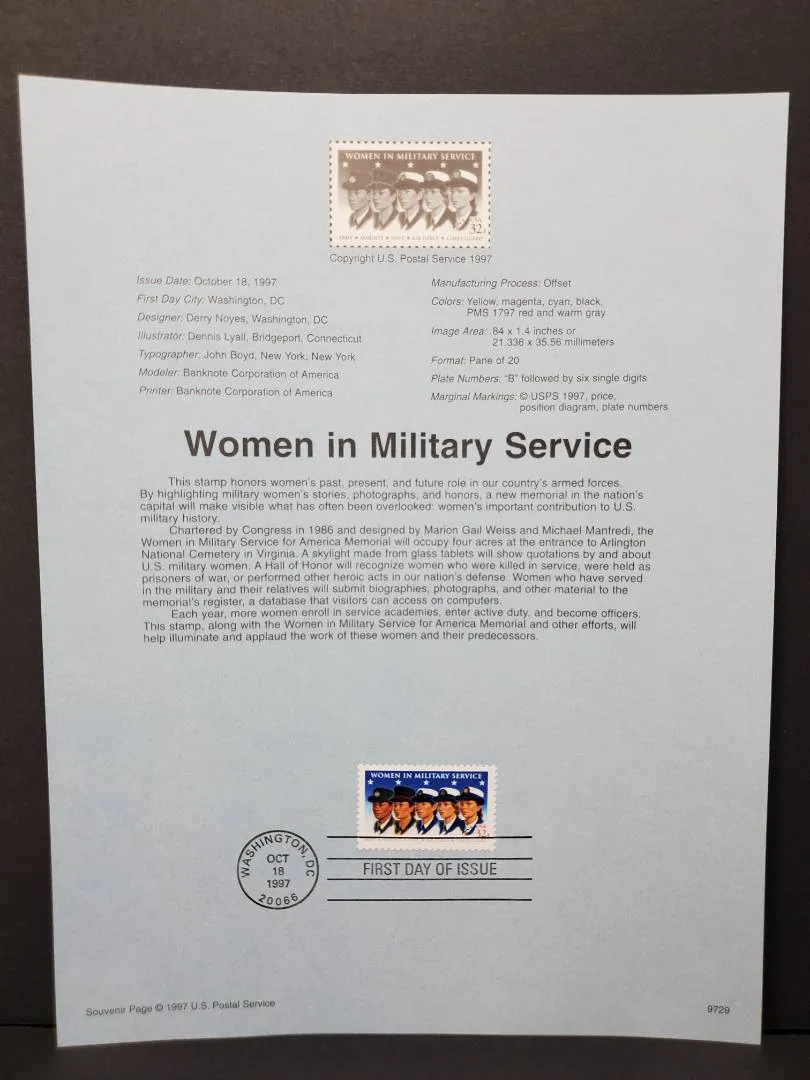 WOMEN IN MILITARY SERVICE
USA
32
ARMY ★ MARINES ★ NAVY ★ AIR FORCE ★ COAST GUARD
Copyright U.S. Postal Service 1997
Issue Date: October 18, 1997
First Day City: Washington, DC
Designer: Derry Noyes, Washington, DC
Illustrator: Dennis Lyall, Bridgeport, Connecticut
Typographer: John Boyd, New York, New York
Modeler: Banknote Corporation of America
Printer: Banknote Corporation of America
Manufacturing Process: Offset
Colors: Yellow, magenta, cyan, black,
PMS 1797 red and warm gray
Image Area: 84 x 1.4 inches or
21.336 x 35.56 millimeters
Format: Pane of 20
Plate Numbers: "B" followed by six single digits
Marginal Markings: © USPS 1997, price,
position diagram, plate numbers
Women in Military Service
This stamp honors women's past, present, and future role in our country's armed forces.
By highlighting military women's stories, photographs, and honors, a new memorial in the nation's
capital will make visible what has often been overlooked: women's important contribution to U.S.
military history.
Chartered by Congress in 1986 and designed by Marion Gail Weiss and Michael Manfredi, the
Women in Military Service for America Memorial will occupy four acres at the entrance to Arlington
National Cemetery in Virginia. A skylight made from glass tablets will show quotations by and about
U.S. military women. A Hall of Honor will recognize women who were killed in service, were held as
prisoners of war, or performed other heroic acts in our nation's defense. Women who have served
in the military and their relatives will submit biographies, photographs, and other material to the
memorial's register, a database that visitors can access on computers.
Each year, more women enroll in service academies, enter active duty, and become officers.
This stamp, along with the Women in Military Service for America Memorial and other efforts, will
help illuminate and applaud the work of these women and their predecessors.
WOMEN IN MILITARY SERVICE
USA
32
WASHINGTON, DC
OCT
18
1997
20066
FIRST DAY OF ISSUE
Souvenir Page © 1997 U.S. Postal Service
9729